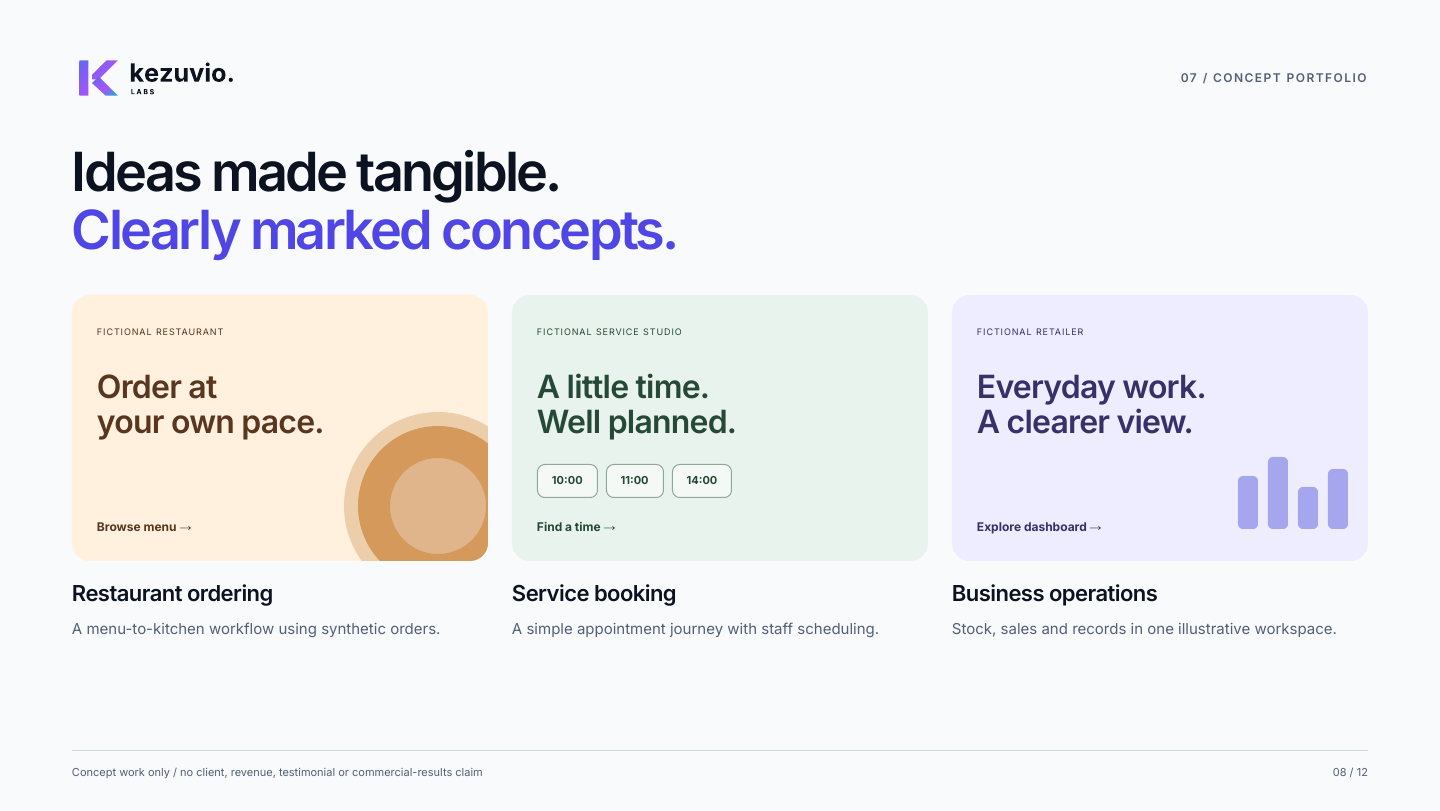 kezuvio.
LABS
07 / CONCEPT PORTFOLIO
Ideas made tangible.
Clearly marked concepts.
FICTIONAL RESTAURANT
Order at
your own pace.
Browse menu →
FICTIONAL SERVICE STUDIO
A little time.
Well planned.
10:00 11:00 14:00
Find a time →
FICTIONAL RETAILER
Everyday work.
A clearer view.
Explore dashboard →
Restaurant ordering
A menu-to-kitchen workflow using synthetic orders.
Service booking
A simple appointment journey with staff scheduling.
Business operations
Stock, sales and records in one illustrative workspace.
Concept work only / no client, revenue, testimonial or commercial-results claim
08 / 12